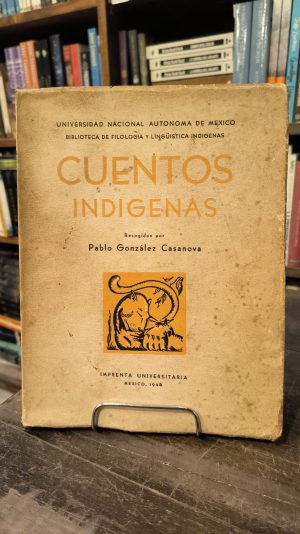 UNIVERSIDAD NACIONAL AUTONOMA DE MEXICO
BIBLIOTECA DE FILOLOGIA Y LINGÜISTICA INDIGENAS
CUENTOS
INDIGENAS
Recogidos por
Pablo González Casanova
IMPRENTA UNIVERSITARIA
MEXICO, 1946